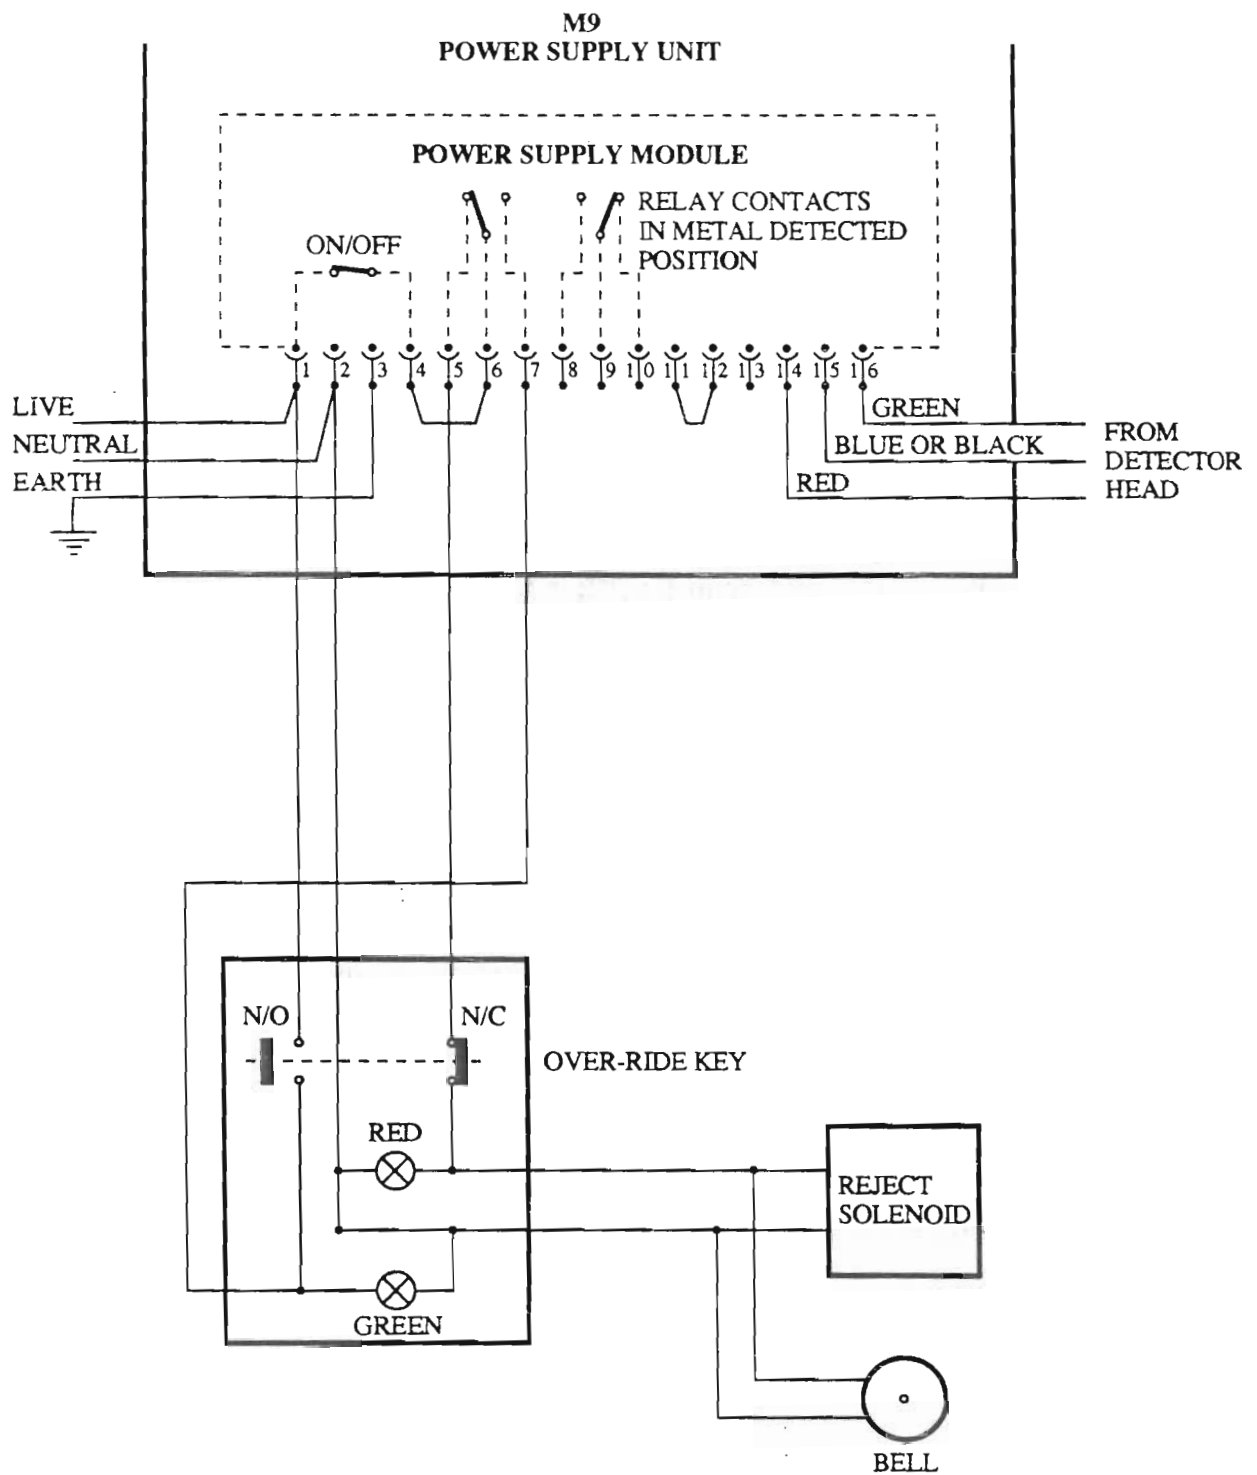 M9
POWER SUPPLY UNIT
POWER SUPPLY MODULE
RELAY CONTACTS
IN METAL DETECTED
POSITION
ON/OFF
1 2 3 4 5 6 7 8 9 10 11 12 13 14 15 16
LIVE
NEUTRAL
EARTH
GREEN
BLUE OR BLACK
RED
FROM
DETECTOR
HEAD
N/O
N/C
OVER-RIDE KEY
RED
GREEN
REJECT
SOLENOID
BELL